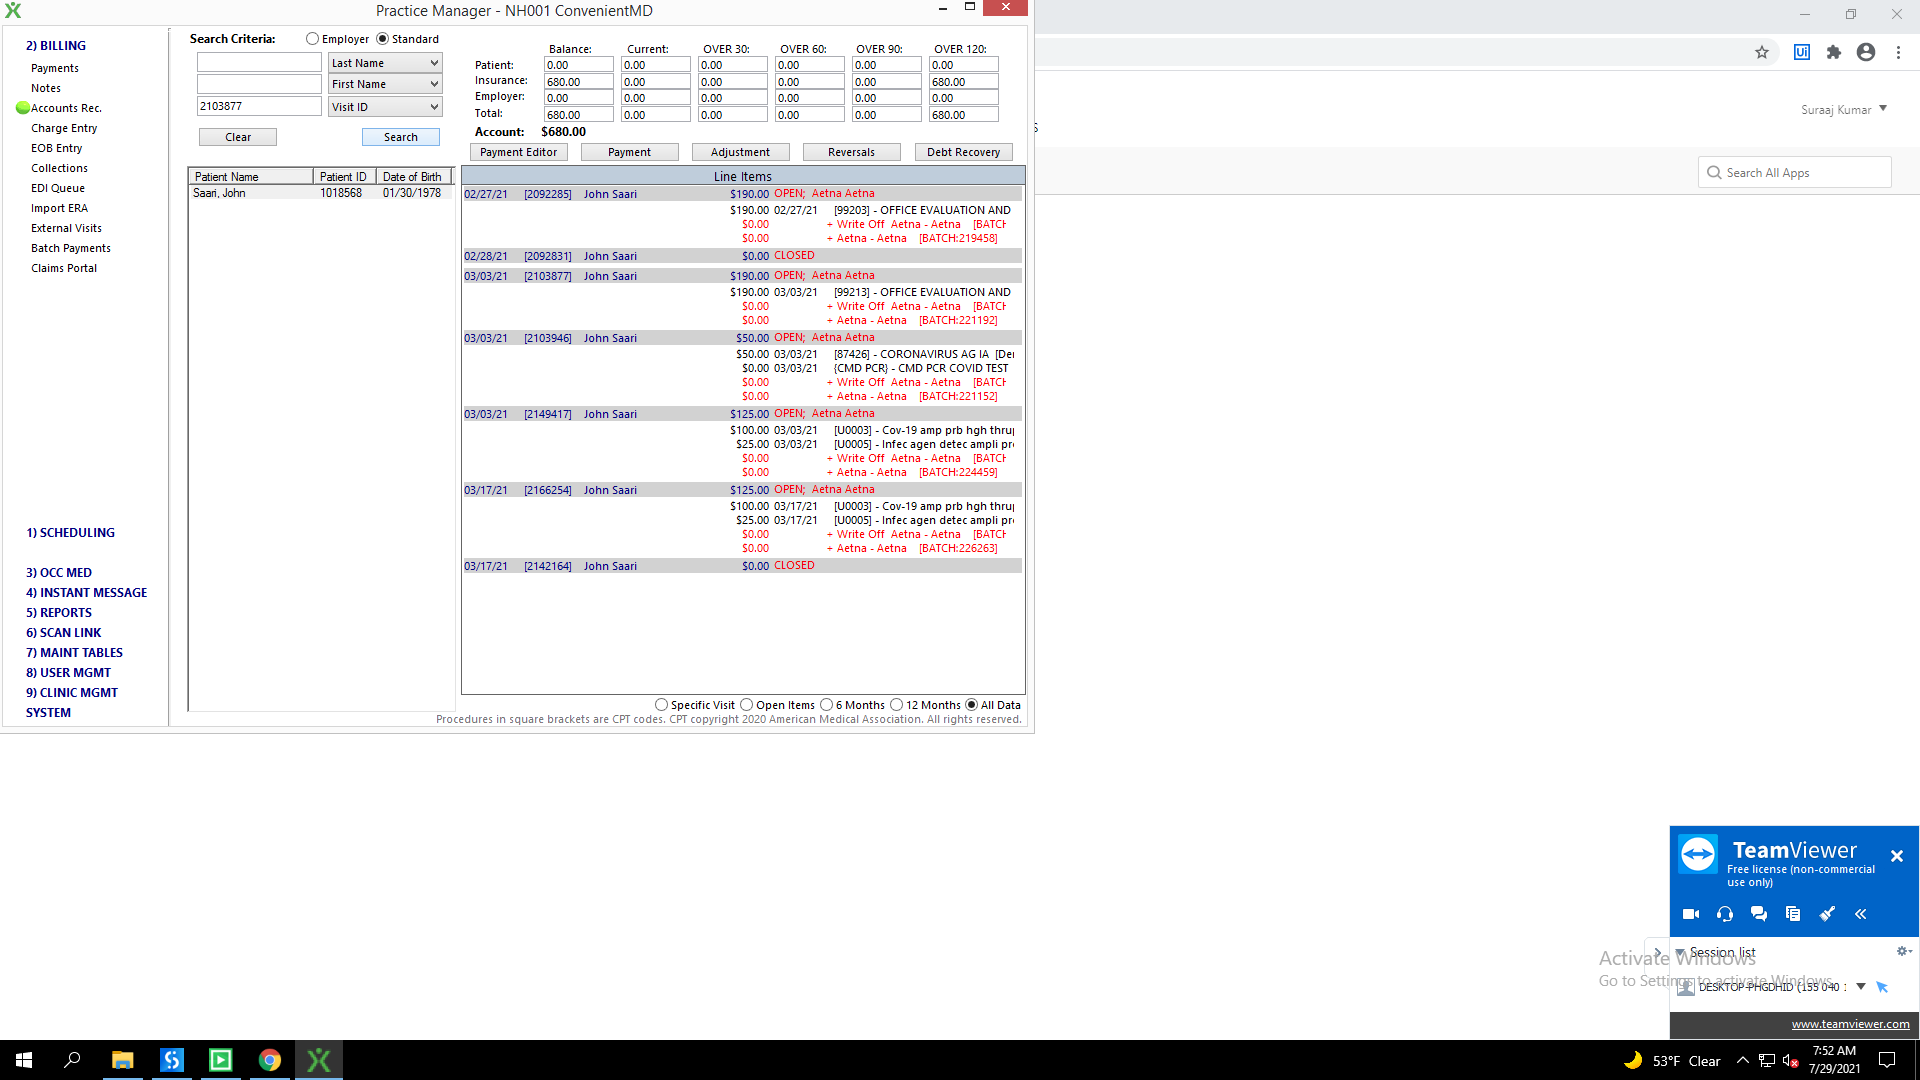 Practice Manager - NH001 ConvenientMD
2) BILLING
Payments
Notes
Accounts Rec.
Charge Entry
EOB Entry
Collections
EDI Queue
Import ERA
External Visits
Batch Payments
Claims Portal
1) SCHEDULING
3) OCC MED
4) INSTANT MESSAGE
5) REPORTS
6) SCAN LINK
7) MAINT TABLES
8) USER MGMT
9) CLINIC MGMT
SYSTEM
Search Criteria: Employer Standard
Last Name
First Name
2103877 Visit ID
Clear Search
Patient Name Patient ID Date of Birth
Saari, John 1018568 01/30/1978
Balance: Current: OVER 30: OVER 60: OVER 90: OVER 120:
Patient: 0.00 0.00 0.00 0.00 0.00 0.00
Insurance: 680.00 0.00 0.00 0.00 0.00 680.00
Employer: 0.00 0.00 0.00 0.00 0.00 0.00
Total: 680.00 0.00 0.00 0.00 0.00 680.00
Account: $680.00
Payment Editor Payment Adjustment Reversals Debt Recovery
Line Items
02/27/21 [2092285] John Saari $190.00 OPEN; Aetna Aetna
$190.00 02/27/21 [99203] - OFFICE EVALUATION AND
$0.00 + Write Off Aetna - Aetna [BATCH
$0.00 + Aetna - Aetna [BATCH:219458]
02/28/21 [2092831] John Saari $0.00 CLOSED
03/03/21 [2103877] John Saari $190.00 OPEN; Aetna Aetna
$190.00 03/03/21 [99213] - OFFICE EVALUATION AND
$0.00 + Write Off Aetna - Aetna [BATCH
$0.00 + Aetna - Aetna [BATCH:221192]
03/03/21 [2103946] John Saari $50.00 OPEN; Aetna Aetna
$50.00 03/03/21 [87426] - CORONAVIRUS AG IA [De
$0.00 03/03/21 {CMD PCR} - CMD PCR COVID TEST
$0.00 + Write Off Aetna - Aetna [BATCH
$0.00 + Aetna - Aetna [BATCH:221152]
03/03/21 [2149417] John Saari $125.00 OPEN; Aetna Aetna
$100.00 03/03/21 [U0003] - Cov-19 amp prb hgh thru
$25.00 03/03/21 [U0005] - Infec agen detec ampli pr
$0.00 + Write Off Aetna - Aetna [BATCH
$0.00 + Aetna - Aetna [BATCH:224459]
03/17/21 [2166254] John Saari $125.00 OPEN; Aetna Aetna
$100.00 03/17/21 [U0003] - Cov-19 amp prb hgh thru
$25.00 03/17/21 [U0005] - Infec agen detec ampli pr
$0.00 + Write Off Aetna - Aetna [BATCH
$0.00 + Aetna - Aetna [BATCH:226263]
03/17/21 [2142164] John Saari $0.00 CLOSED
Specific Visit Open Items 6 Months 12 Months All Data
Procedures in square brackets are CPT codes. CPT copyright 2020 American Medical Association. All rights reserved.
Ui
Suraaj Kumar
s
Search All Apps
TeamViewer
Free license (non-commercial
use only)
Session list
Activate Windows
Go to Settings to activate Windows.
DESKTOP-PHGDHID (155 040
www.teamviewer.com
53°F Clear
7:52 AM
7/29/2021